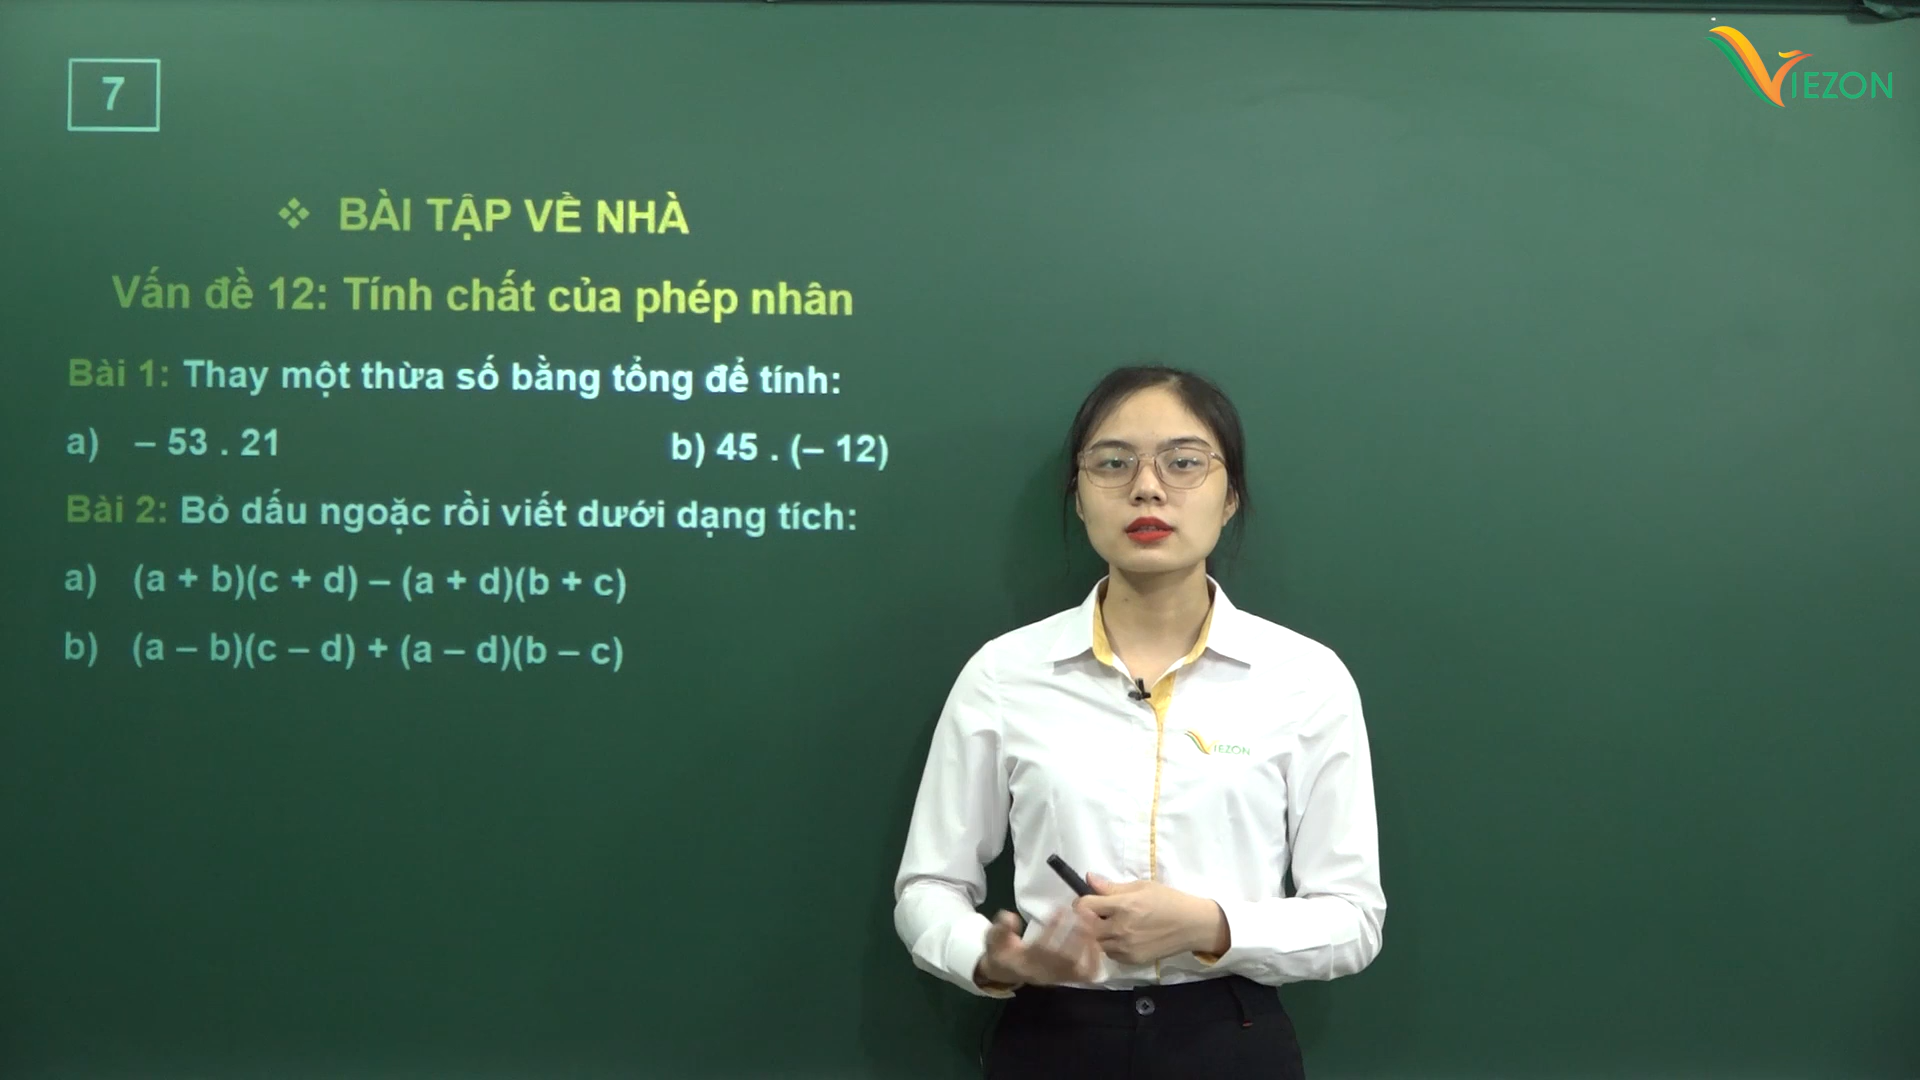 VIEZON
7
❖ BÀI TẬP VỀ NHÀ
Vấn đề 12: Tính chất của phép nhân
Bài 1: Thay một thừa số bằng tổng để tính:
a) – 53 . 21 b) 45 . (– 12)
Bài 2: Bỏ dấu ngoặc rồi viết dưới dạng tích:
a) (a + b)(c + d) – (a + d)(b + c)
b) (a – b)(c – d) + (a – d)(b – c)
VIEZON